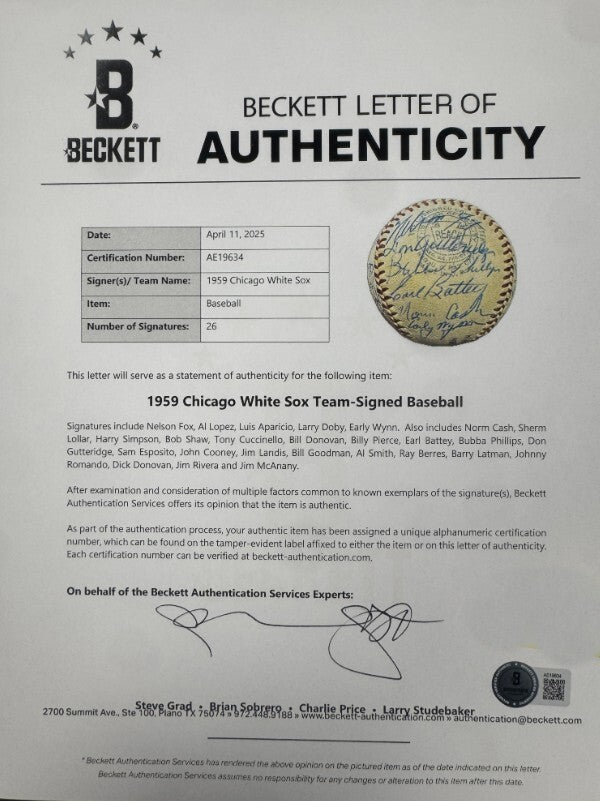 BECKETT
BECKETT LETTER OF
AUTHENTICITY
Date: April 11, 2025
Certification Number: AE19634
Signer(s)/ Team Name: 1959 Chicago White Sox
Item: Baseball
Number of Signatures: 26
Don Gutteridge
Earl Battey
Norm Cash
Early Wynn
This letter will serve as a statement of authenticity for the following item:
1959 Chicago White Sox Team-Signed Baseball
Signatures include Nelson Fox, Al Lopez, Luis Aparicio, Larry Doby, Early Wynn. Also includes Norm Cash, Sherm
Lollar, Harry Simpson, Bob Shaw, Tony Cuccinello, Bill Donovan, Billy Pierce, Earl Battey, Bubba Phillips, Don
Gutteridge, Sam Esposito, John Cooney, Jim Landis, Bill Goodman, Al Smith, Ray Berres, Barry Latman, Johnny
Romando, Dick Donovan, Jim Rivera and Jim McAnany.
After examination and consideration of multiple factors common to known exemplars of the signature(s), Beckett
Authentication Services offers its opinion that the item is authentic.
As part of the authentication process, your authentic item has been assigned a unique alphanumeric certification
number, which can be found on the tamper-evident label affixed to either the item or on this letter of authenticity.
Each certification number can be verified at beckett-authentication.com.
On behalf of the Beckett Authentication Services Experts:
AE19634
Steve Grad • Brian Sobrero • Charlie Price • Larry Studebaker
2700 Summit Ave., Ste 100, Plano TX 75074 » 972.448.9188 » www.beckett-authentication.com » authentication@beckett.com
* Beckett Authentication Services has rendered the above opinion on the pictured item as of the date indicated on this letter.
Beckett Authentication Services assumes no responsibility for any changes or alteration to this item after this date.